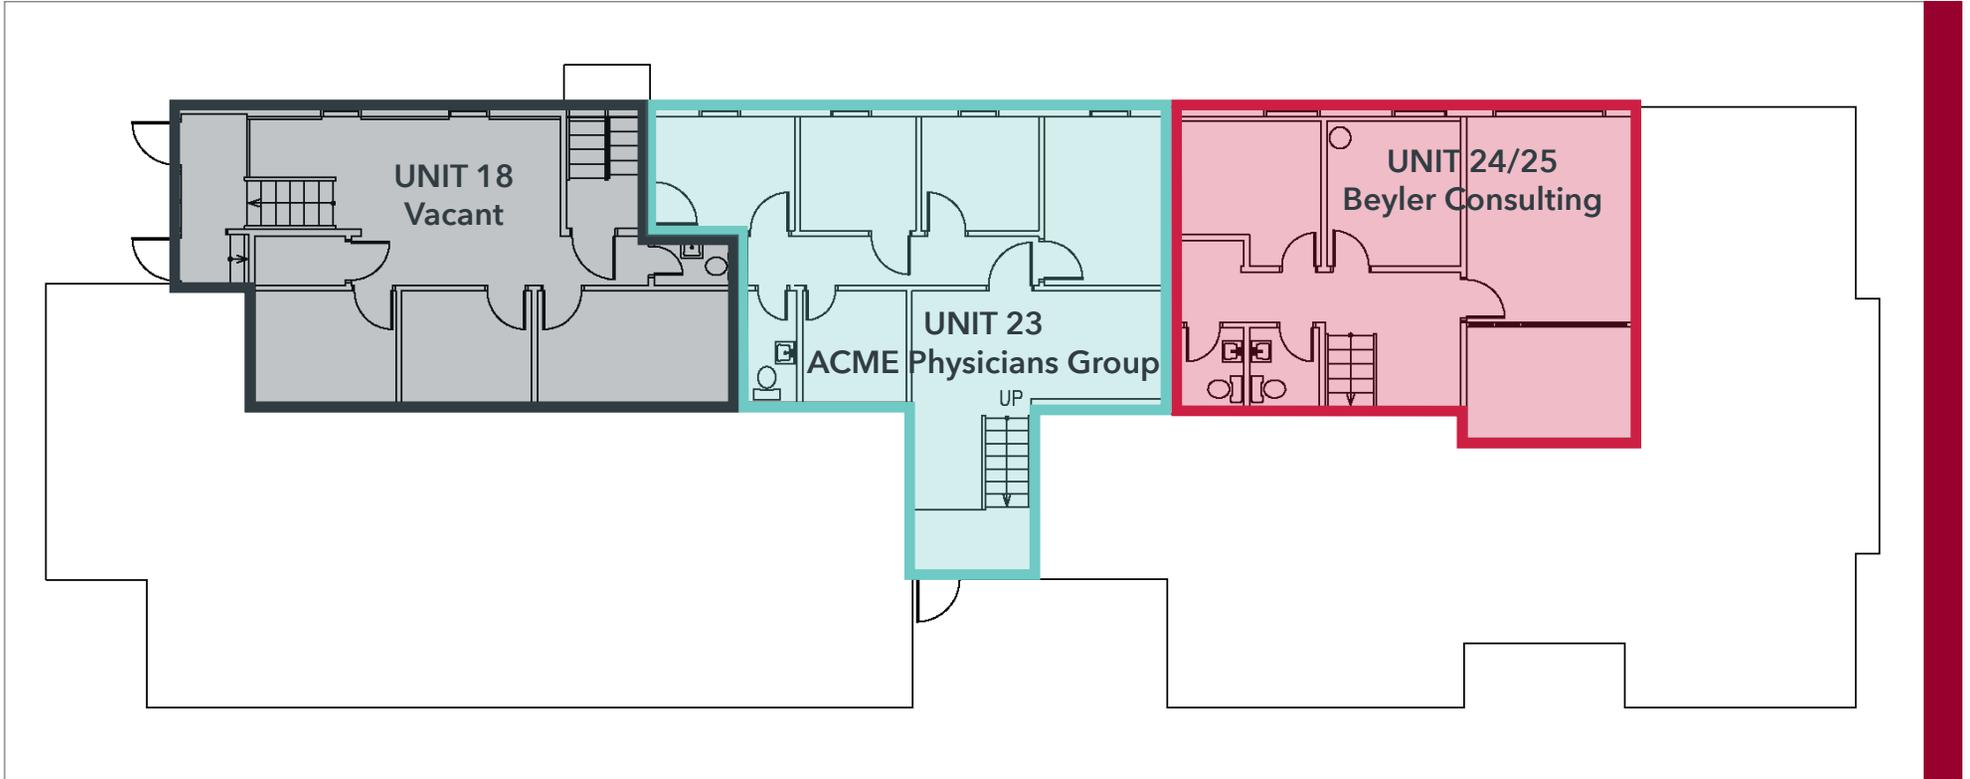 UNIT 18
Vacant
UNIT 23
ACME Physicians Group
UP
UNIT 24/25
Beyler Consulting